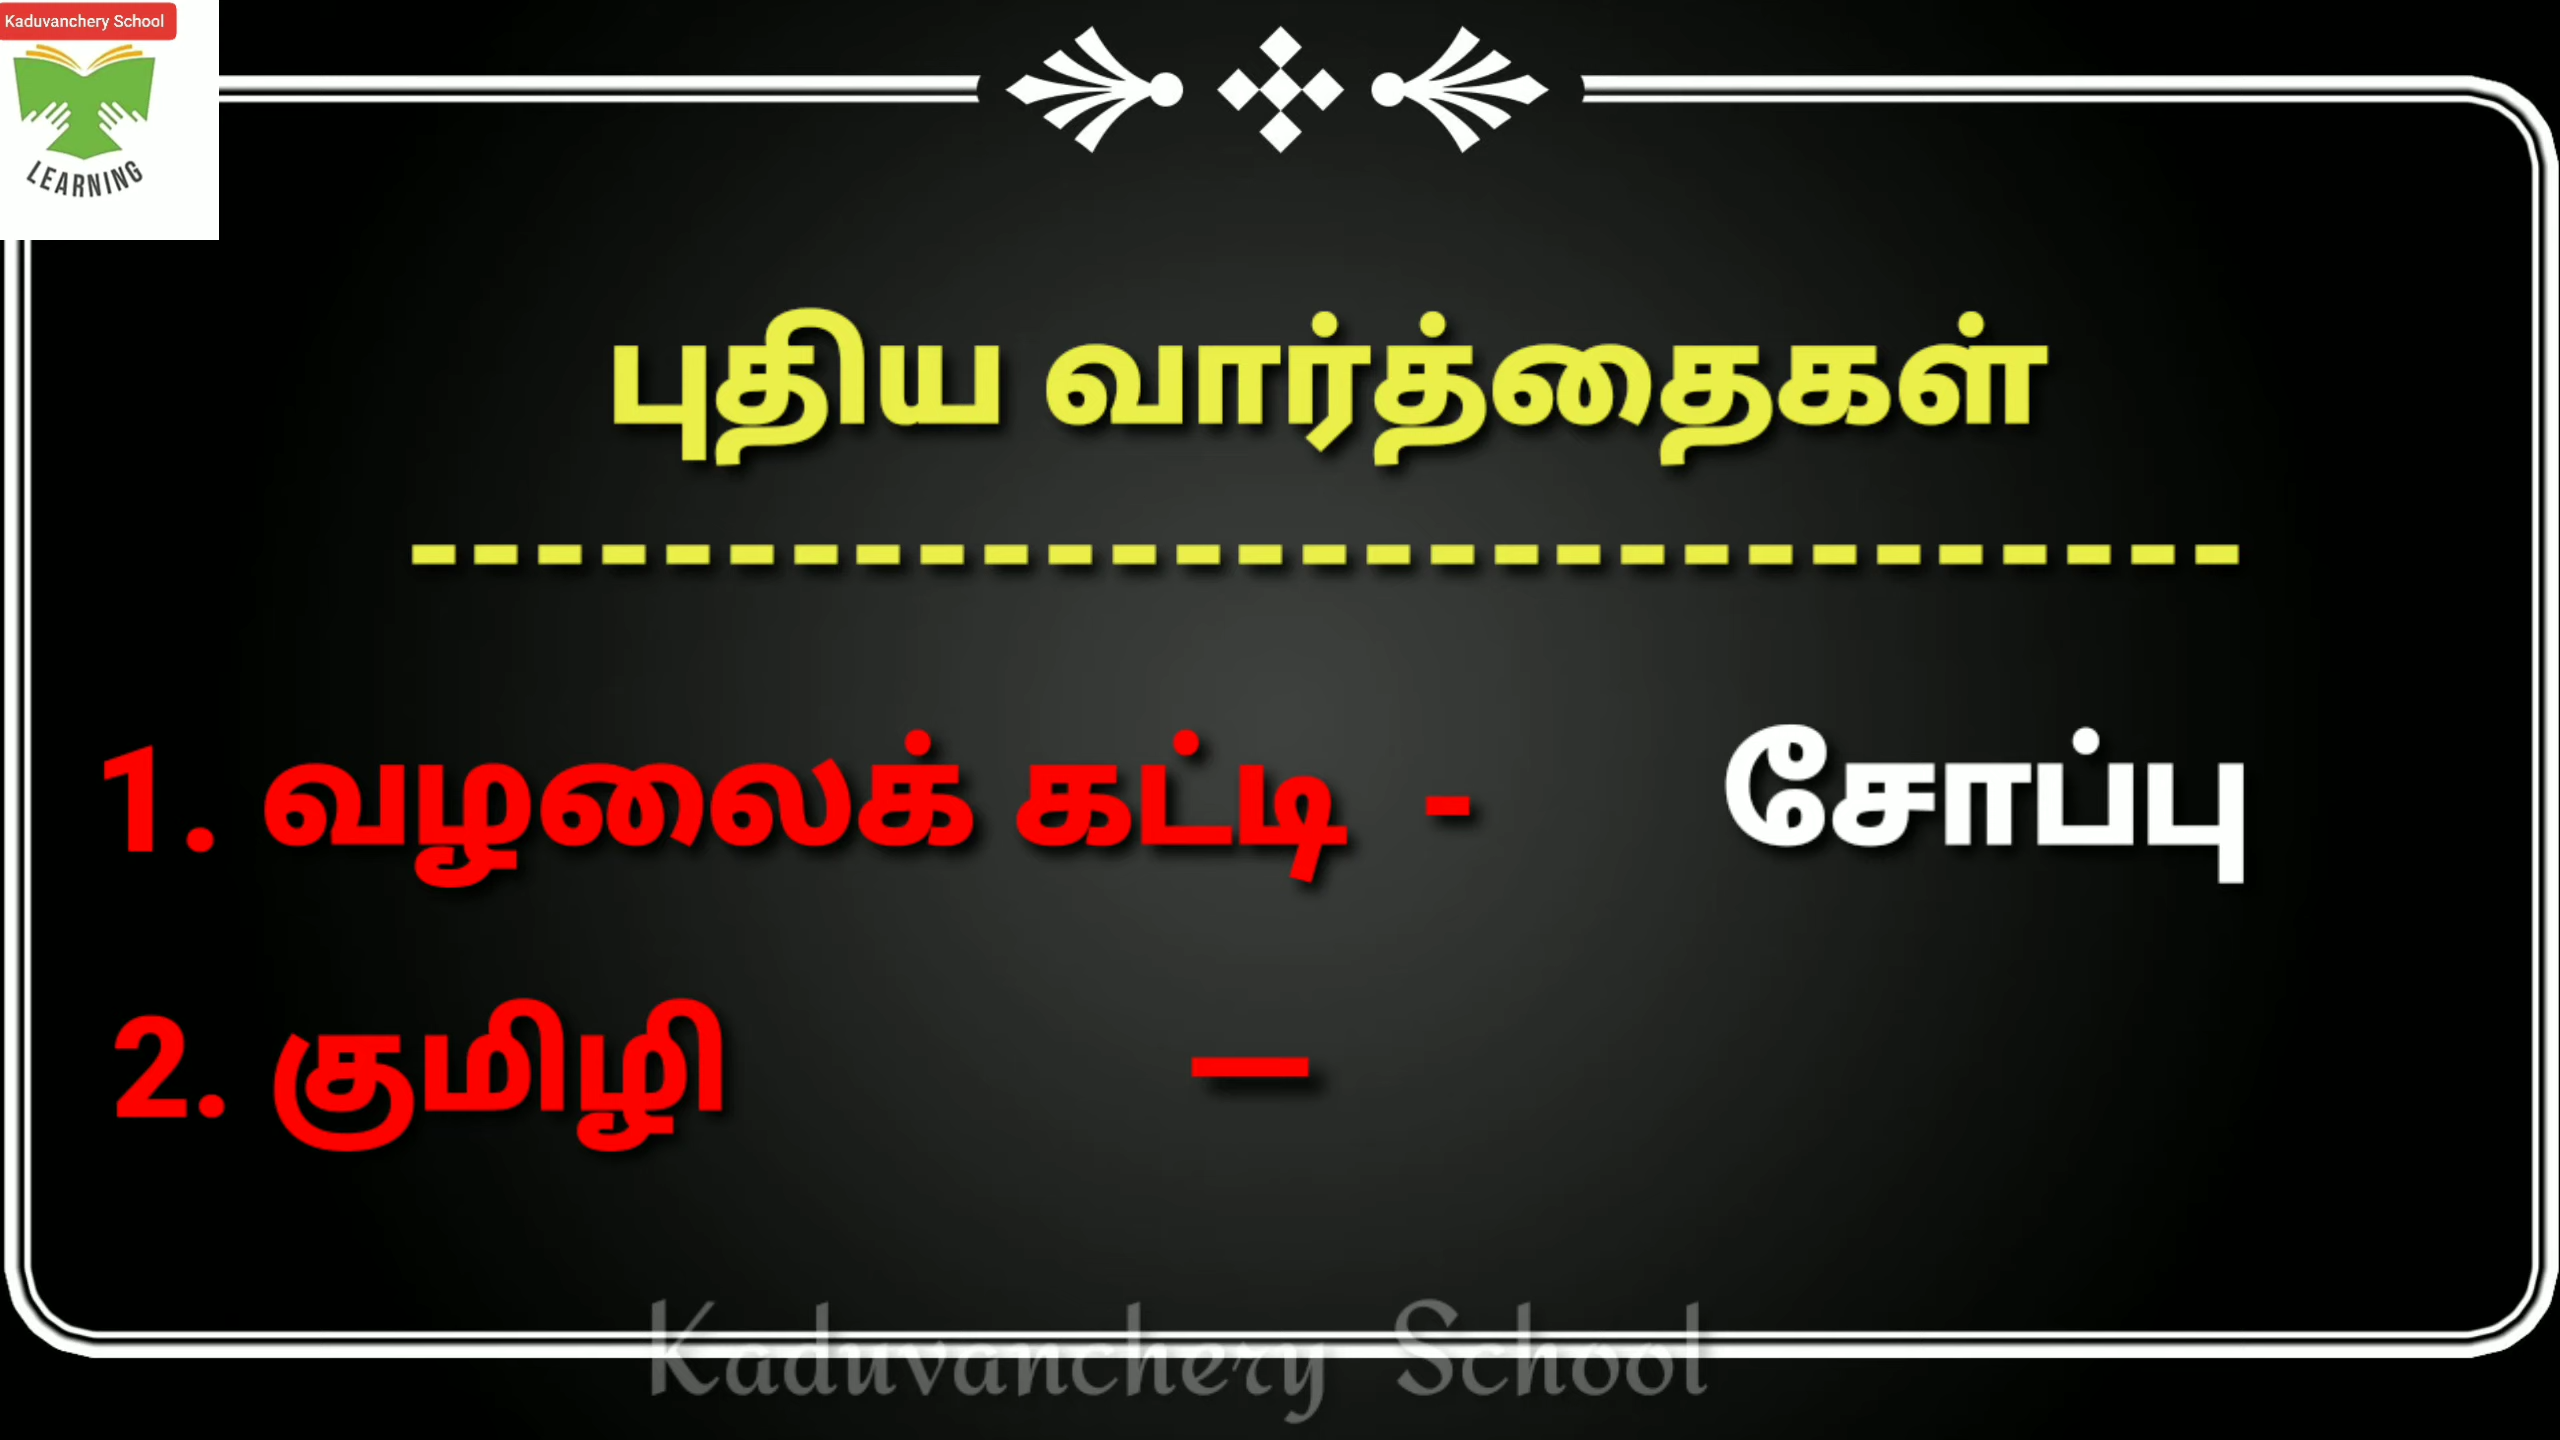 Kaduvanchery School
LEARNING
புதிய வார்த்தைகள்
-----------------------------
1. வழலைக் கட்டி - சோப்பு
2. குமிழி –
Kaduvanchery School